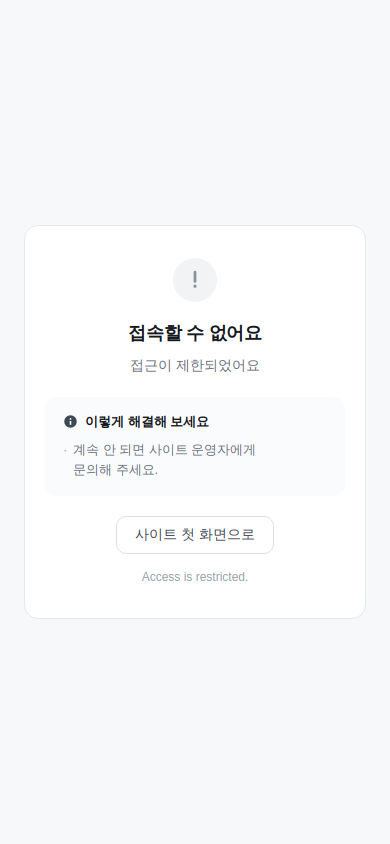 접속할 수 없어요
접근이 제한되었어요
이렇게 해결해 보세요
· 계속 안 되면 사이트 운영자에게
문의해 주세요.
사이트 첫 화면으로
Access is restricted.